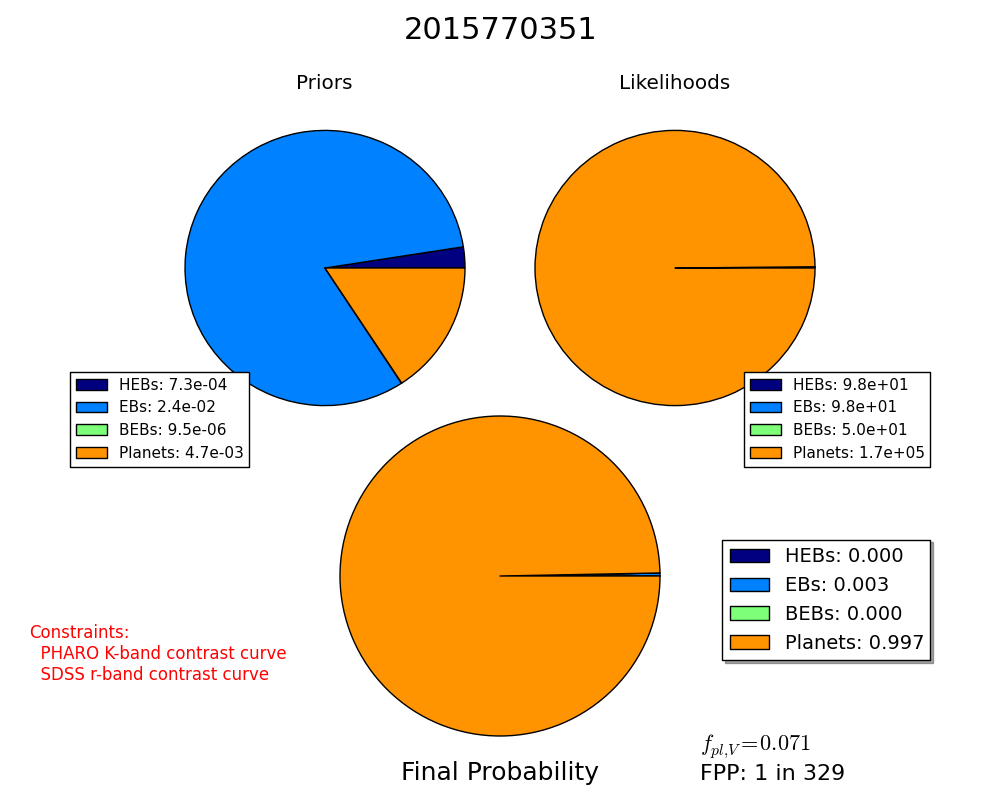 2015770351
Priors
Likelihoods
HEBs: 7.3e-04
EBs: 2.4e-02
BEBs: 9.5e-06
Planets: 4.7e-03
HEBs: 9.8e+01
EBs: 9.8e+01
BEBs: 5.0e+01
Planets: 1.7e+05
HEBs: 0.000
EBs: 0.003
BEBs: 0.000
Planets: 0.997
Constraints:
PHARO K-band contrast curve
SDSS r-band contrast curve
f_{pl,V}=0.071
Final Probability
FPP: 1 in 329